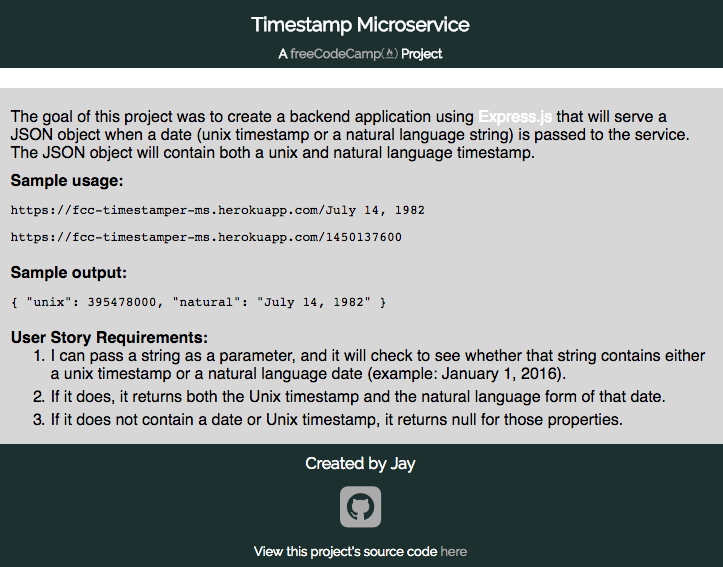 Timestamp Microservice
A freeCodeCamp Project
The goal of this project was to create a backend application using Express.js that will serve a
JSON object when a date (unix timestamp or a natural language string) is passed to the service.
The JSON object will contain both a unix and natural language timestamp.
Sample usage:
https://fcc-timestamper-ms.herokuapp.com/July 14, 1982
https://fcc-timestamper-ms.herokuapp.com/1450137600
Sample output:
{ "unix": 395478000, "natural": "July 14, 1982" }
User Story Requirements:
1. I can pass a string as a parameter, and it will check to see whether that string contains either
a unix timestamp or a natural language date (example: January 1, 2016).
2. If it does, it returns both the Unix timestamp and the natural language form of that date.
3. If it does not contain a date or Unix timestamp, it returns null for those properties.
Created by Jay
View this project's source code here